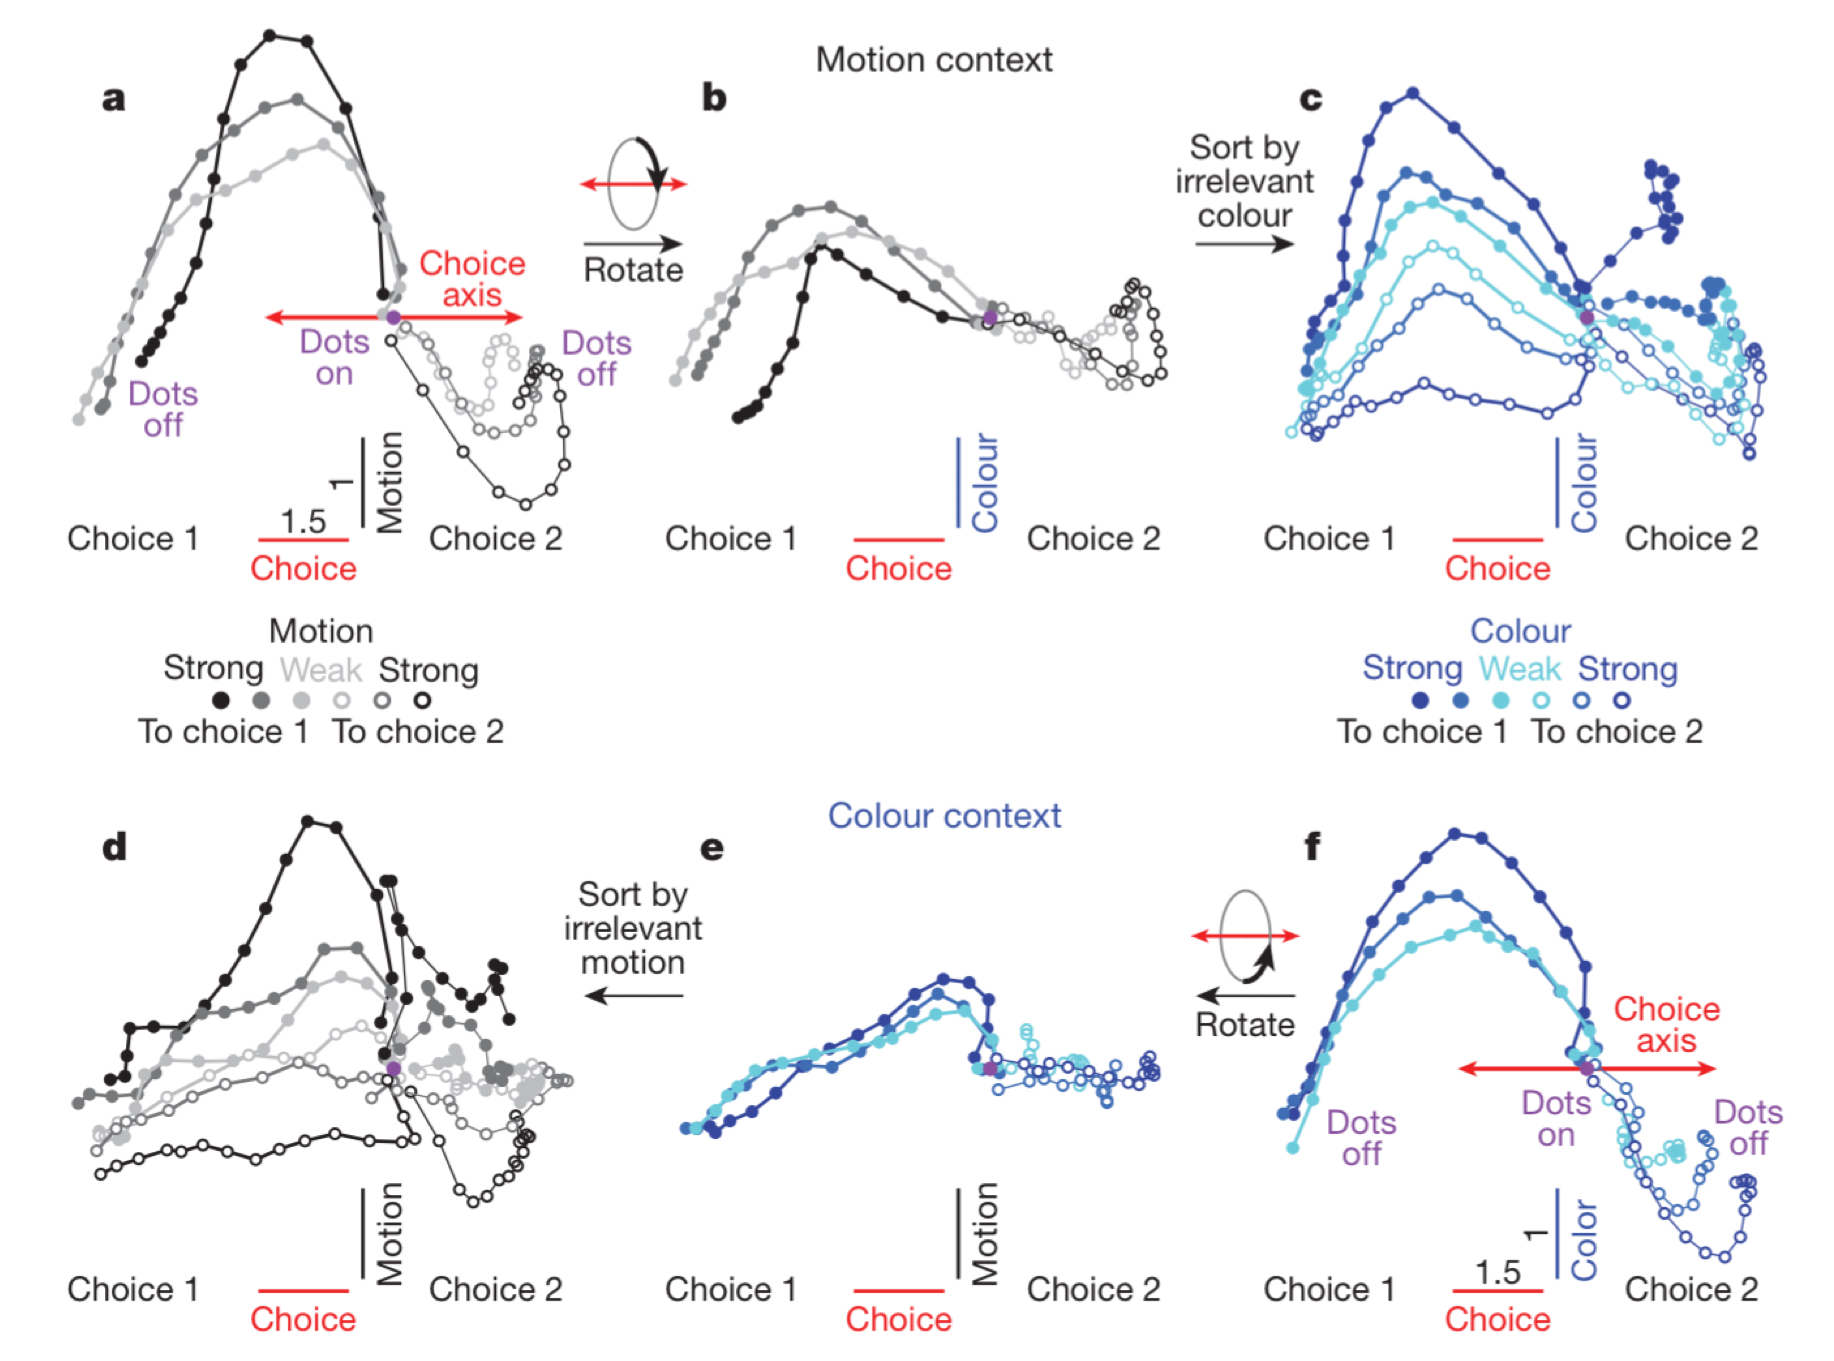 Motion context
a
b
c
Sort by
irrelevant
colour
Rotate
Choice
axis
Dots
on
Dots
off
Dots
off
1
Motion
1.5
Choice 1
Choice 2
Choice
Colour
Choice 1
Choice 2
Choice
Colour
Choice 1
Choice 2
Choice
Motion
Strong Weak Strong
To choice 1 To choice 2
Colour
Strong Weak Strong
To choice 1 To choice 2
Colour context
d
e
f
Sort by
irrelevant
motion
Rotate
Choice
axis
Dots
on
Dots
off
Dots
off
Motion
Choice 1
Choice 2
Choice
Motion
Choice 1
Choice 2
Choice
1
Color
1.5
Choice 1
Choice 2
Choice